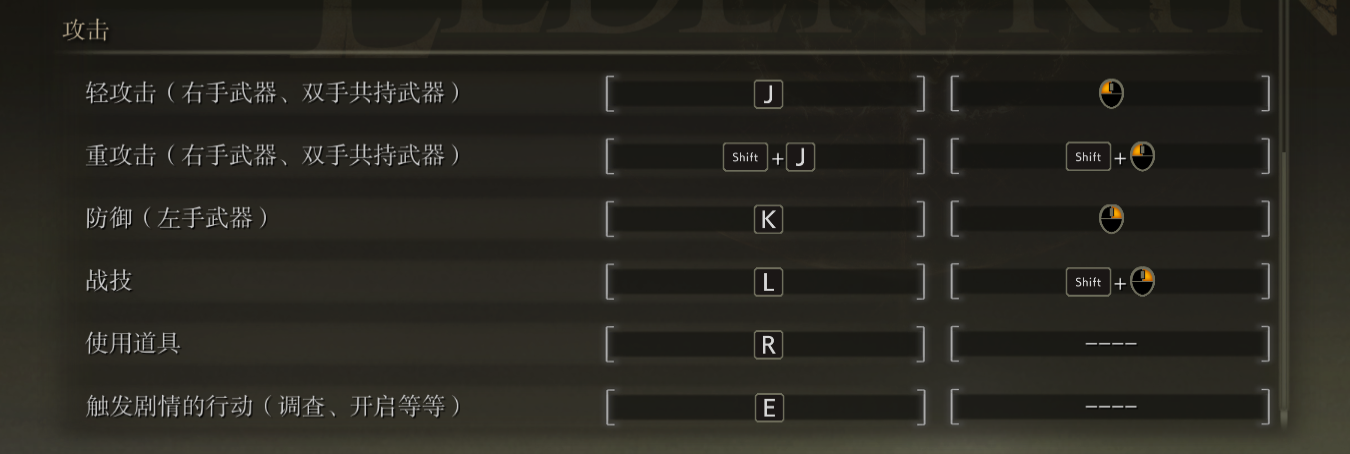 ELDEN RIN
攻击
轻攻击（右手武器、双手共持武器） J
重攻击（右手武器、双手共持武器） Shift+J Shift+
防御（左手武器） K
战技 L Shift+
使用道具 R ----
触发剧情的行动（调查、开启等等） E ----